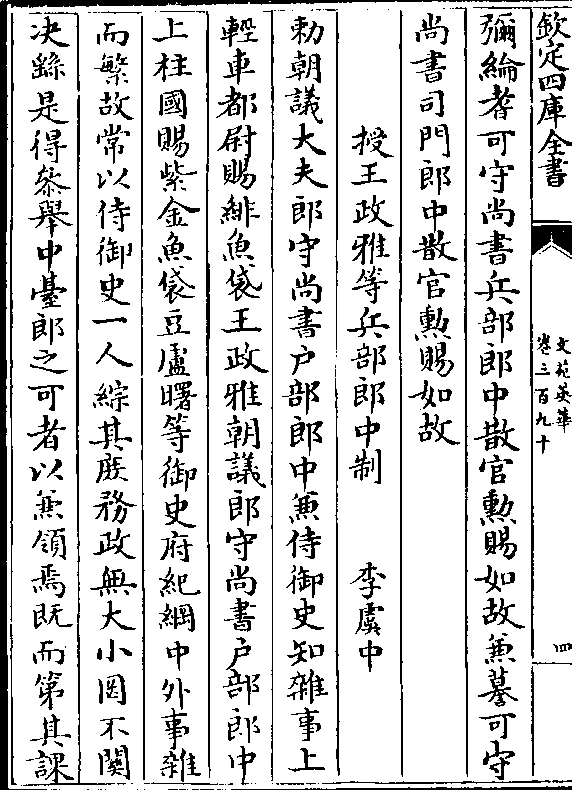 欽定四庫全書
文苑英華
卷三百九十
四
彌綸耆可守尚書兵部郎中散官勲賜如故兼謩可守
尚書司門郎中散官勲賜如故
授王政雅等兵部郎中制 李虞中
勅朝議大夫郎守尚書户部郎中兼侍御史知雜事上
輕車都尉賜緋魚袋王政雅朝議郎守尚書户部郎中
上柱國賜紫金魚袋豆盧曙等御史府紀綱中外事雜
而繁故常以侍御史一人綜其廐務政無大小罔不闗
决繇是得叅舉中臺郎之可者以兼領焉既而第其課